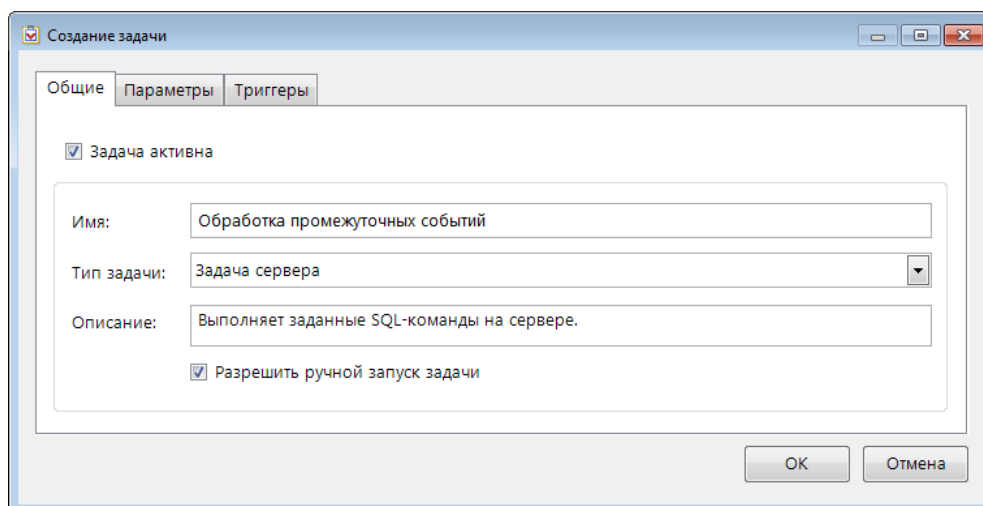 Создание задачи
Общие Параметры Триггеры
Задача активна
Имя: Обработка промежуточных событий
Тип задачи: Задача сервера
Описание: Выполняет заданные SQL-команды на сервере.
Разрешить ручной запуск задачи
OK Отмена